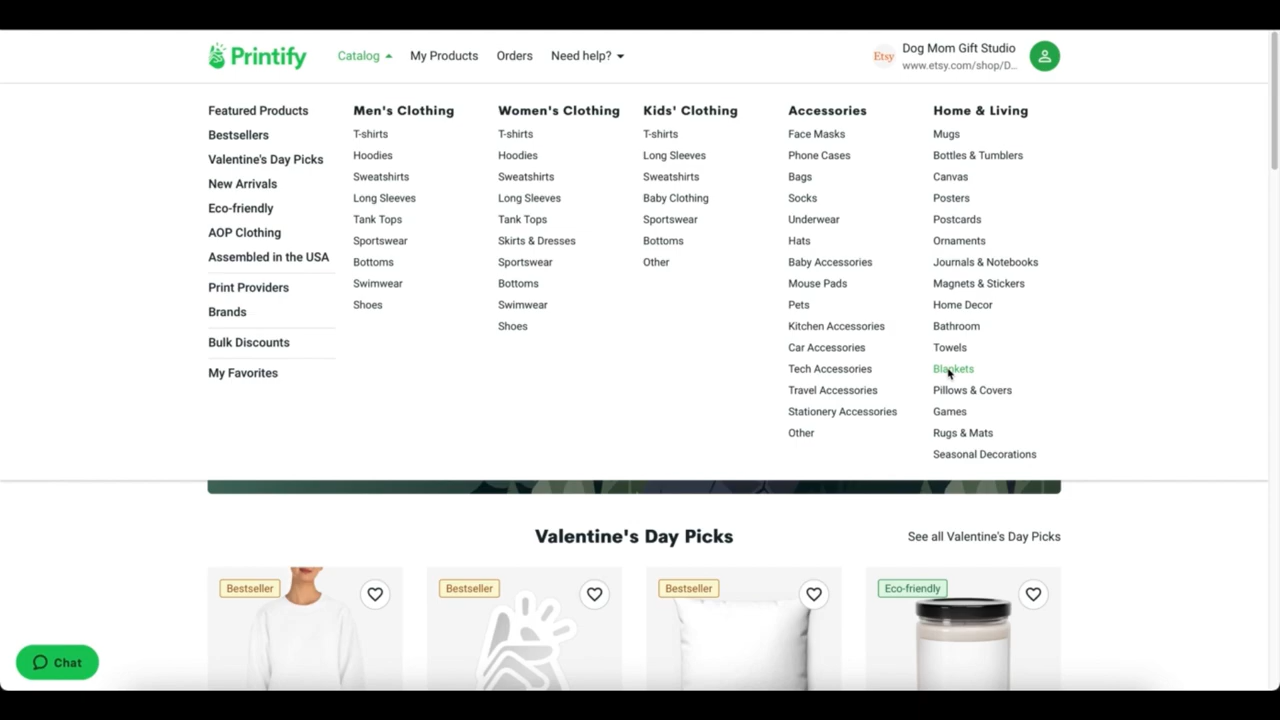 Printify
Catalog
My Products
Orders
Need help?
Etsy
Dog Mom Gift Studio
www.etsy.com/shop/D...
Featured Products
Bestsellers
Valentine's Day Picks
New Arrivals
Eco-friendly
AOP Clothing
Assembled in the USA
Print Providers
Brands
Bulk Discounts
My Favorites
Men's Clothing
T-shirts
Hoodies
Sweatshirts
Long Sleeves
Tank Tops
Sportswear
Bottoms
Swimwear
Shoes
Women's Clothing
T-shirts
Hoodies
Sweatshirts
Long Sleeves
Tank Tops
Skirts & Dresses
Sportswear
Bottoms
Swimwear
Shoes
Kids' Clothing
T-shirts
Long Sleeves
Sweatshirts
Baby Clothing
Sportswear
Bottoms
Other
Accessories
Face Masks
Phone Cases
Bags
Socks
Underwear
Hats
Baby Accessories
Mouse Pads
Pets
Kitchen Accessories
Car Accessories
Tech Accessories
Travel Accessories
Stationery Accessories
Other
Home & Living
Mugs
Bottles & Tumblers
Canvas
Posters
Postcards
Ornaments
Journals & Notebooks
Magnets & Stickers
Home Decor
Bathroom
Towels
Blankets
Pillows & Covers
Games
Rugs & Mats
Seasonal Decorations
Valentine's Day Picks
See all Valentine's Day Picks
Bestseller
Bestseller
Bestseller
Eco-friendly
Chat